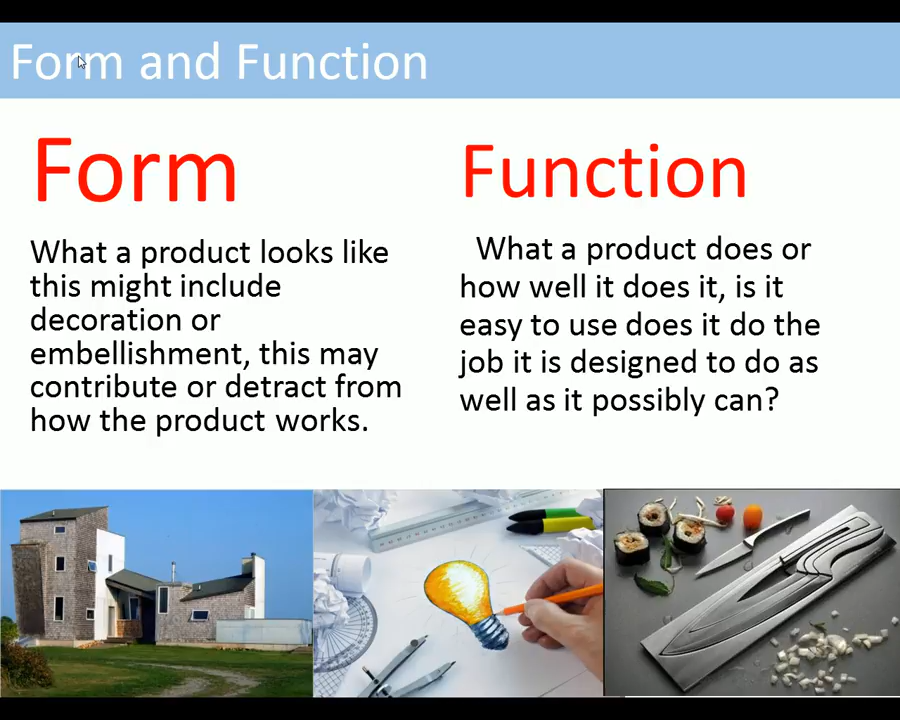 Form and Function
Form
What a product looks like
this might include
decoration or
embellishment, this may
contribute or detract from
how the product works.
Function
What a product does or
how well it does it, is it
easy to use does it do the
job it is designed to do as
well as it possibly can?